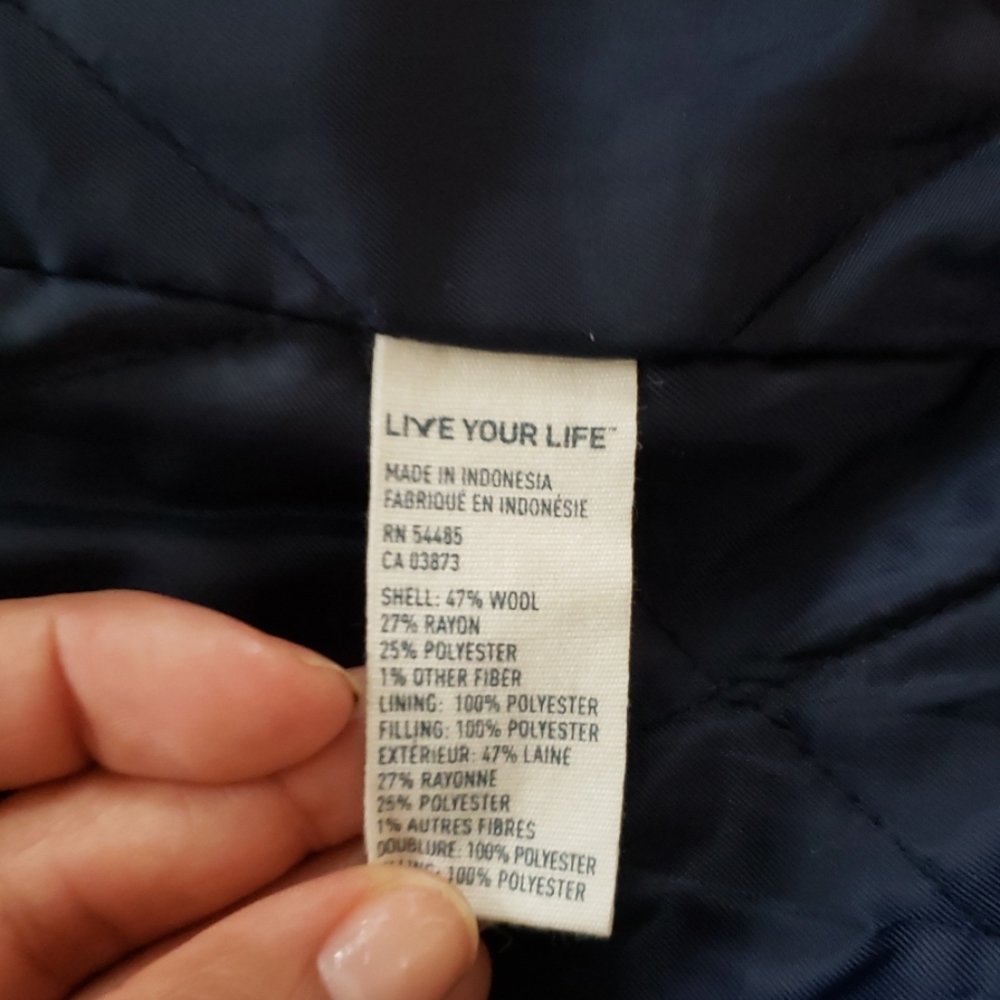 LIVE YOUR LIFE™
MADE IN INDONESIA
FABRIQUÉ EN INDONÉSIE
RN 54485
CA 03873
SHELL: 47% WOOL
27% RAYON
25% POLYESTER
1% OTHER FIBER
LINING: 100% POLYESTER
FILLING: 100% POLYESTER
EXTÉRIEUR: 47% LAINE
27% RAYONNE
25% POLYESTER
1% AUTRES FIBRES
DOUBLURE: 100% POLYESTER
100% POLYESTER